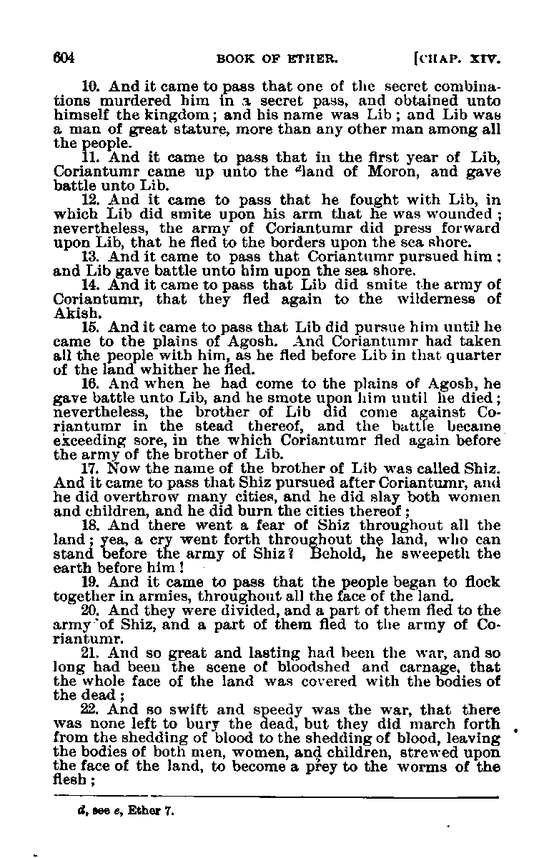 604 BOOK OF ETHER. [CHAP. XIV.
10. And it came to pass that one of the secret combina-
tions murdered him in a secret pass, and obtained unto
himself the kingdom; and his name was Lib; and Lib was
a man of great stature, more than any other man among all
the people.
11. And it came to pass that in the first year of Lib,
Coriantumr came up unto the dland of Moron, and gave
battle unto Lib.
12. And it came to pass that he fought with Lib, in
which Lib did smite upon his arm that he was wounded;
nevertheless, the army of Coriantumr did press forward
upon Lib, that he fled to the borders upon the sea shore.
13. And it came to pass that Coriantumr pursued him;
and Lib gave battle unto him upon the sea shore.
14. And it came to pass that Lib did smite the army of
Coriantumr, that they fled again to the wilderness of
Akish.
15. And it came to pass that Lib did pursue him until he
came to the plains of Agosh. And Coriantumr had taken
all the people with him, as he fled before Lib in that quarter
of the land whither he fled.
16. And when he had come to the plains of Agosh, he
gave battle unto Lib, and he smote upon him until he died;
nevertheless, the brother of Lib did come against Co-
riantumr in the stead thereof, and the battle became
exceeding sore, in the which Coriantumr fled again before
the army of the brother of Lib.
17. Now the name of the brother of Lib was called Shiz.
And it came to pass that Shiz pursued after Coriantumr, and
he did overthrow many cities, and he did slay both women
and children, and he did burn the cities thereof;
18. And there went a fear of Shiz throughout all the
land; yea, a cry went forth throughout the land, who can
stand before the army of Shiz? Behold, he sweepeth the
earth before him!
19. And it came to pass that the people began to flock
together in armies, throughout all the face of the land.
20. And they were divided, and a part of them fled to the
army of Shiz, and a part of them fled to the army of Co-
riantumr.
21. And so great and lasting had been the war, and so
long had been the scene of bloodshed and carnage, that
the whole face of the land was covered with the bodies of
the dead;
22. And so swift and speedy was the war, that there
was none left to bury the dead, but they did march forth
from the shedding of blood to the shedding of blood, leaving
the bodies of both men, women, and children, strewed upon
the face of the land, to become a prey to the worms of the
flesh;
d, see e, Ether 7.